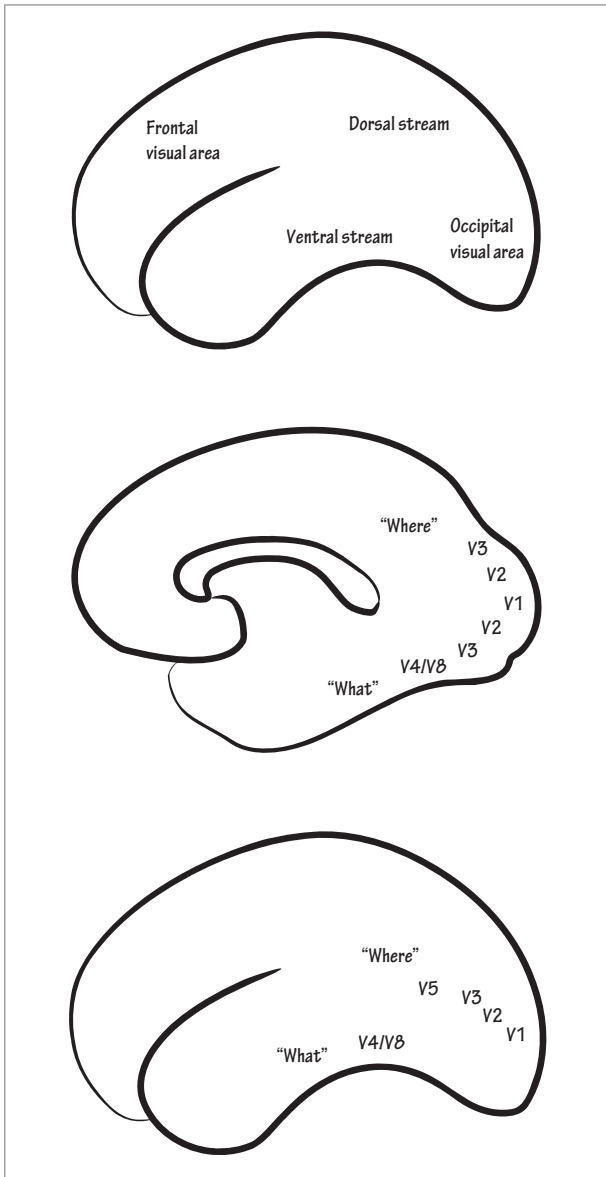 Frontal
visual area
Dorsal stream
Ventral stream
Occipital
visual area
“Where”
V3
V2
V1
V2
V3
V4/V8
“What”
“Where”
V5
V3
V2
V1
V4/V8
“What”